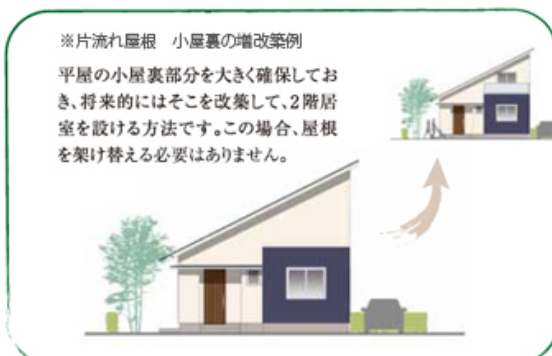 ※片流れ屋根　小屋裏の増改築例
平屋の小屋裏部分を大きく確保してお
き、将来的にはそこを改築して、2階居
室を設ける方法です。この場合、屋根
を架け替える必要はありません。